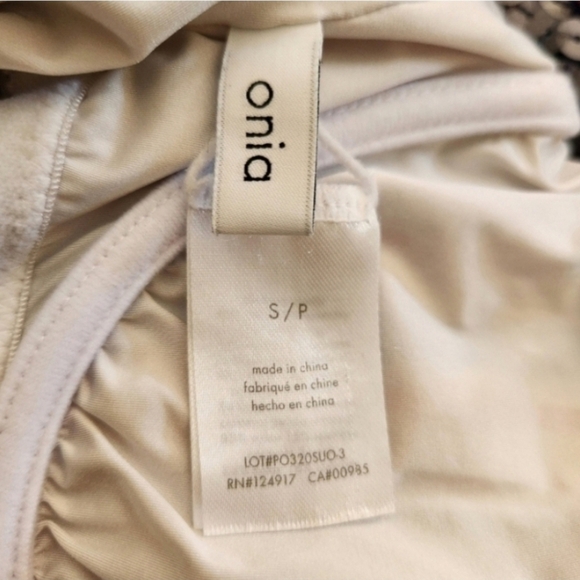 onia
S/P
made in china
fabriqué en chine
hecho en china
LOT#PO320SUO-3
RN#124917 CA#00985